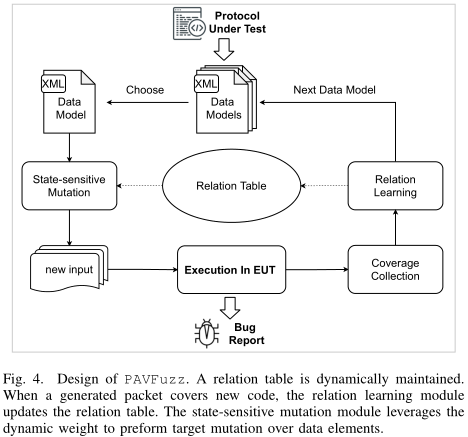 Protocol
Under Test
XML
Data
Model
Choose
XML
Data
Models
Next Data Model
State-sensitive
Mutation
Relation Table
Relation
Learning
new input
Execution In EUT
Coverage
Collection
Bug
Report
Fig. 4. Design of PAVFuzz. A relation table is dynamically maintained.
When a generated packet covers new code, the relation learning module
updates the relation table. The state-sensitive mutation module leverages the
dynamic weight to preform target mutation over data elements.